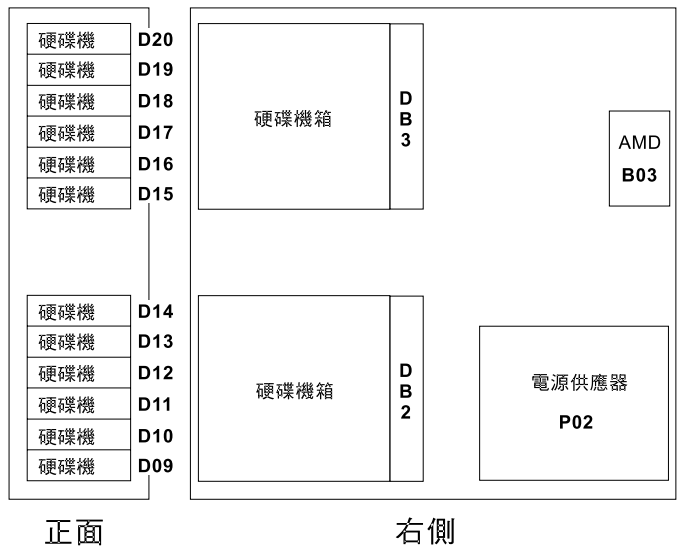 硬碟機 D20
硬碟機 D19
硬碟機 D18
硬碟機 D17
硬碟機 D16
硬碟機 D15
硬碟機 D14
硬碟機 D13
硬碟機 D12
硬碟機 D11
硬碟機 D10
硬碟機 D09
正面
硬碟機箱
D
B
3
AMD
B03
硬碟機箱
D
B
2
電源供應器
P02
右側